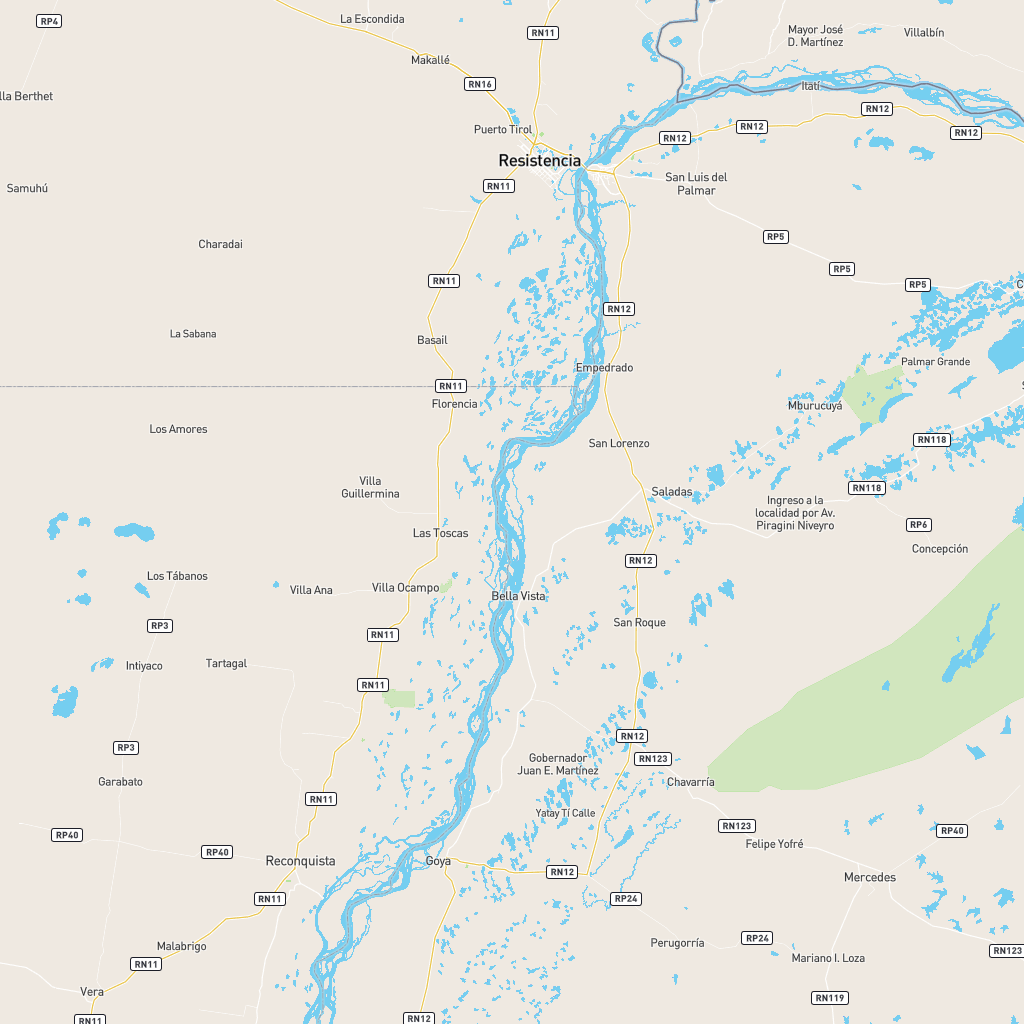 RP4
La Escondida
RN11
Mayor José
D. Martínez
Villalbín
Makallé
RN16
Itatí
lla Berthet
RN12
RN12
RN12
RN12
Puerto Tirol
Resistencia
San Luis del
Palmar
Samuhú
RN11
Charadai
RP5
RP5
RN11
RP5
C
RN12
La Sabana
Basail
Palmar Grande
Empedrado
RN11
S
Florencia
Mburucuyá
Los Amores
San Lorenzo
RN118
Villa
Guillermina
RN118
Saladas
Ingreso a la
localidad por Av.
Piragini Niveyro
RP6
Las Toscas
Concepción
RN12
Los Tábanos
Villa Ana
Villa Ocampo
Bella Vista
San Roque
RP3
RN11
Intiyaco
Tartagal
RN11
RN12
RP3
Gobernador
Juan E. Martínez
RN123
Garabato
Chavarría
RN11
Yatay Tí Calle
RN123
RP40
RP40
Felipe Yofré
RP40
Reconquista
Goya
RN12
Mercedes
RN11
RP24
Malabrigo
Perugorría
RP24
RN123
Mariano I. Loza
RN11
Vera
RN119
RN11
RN12